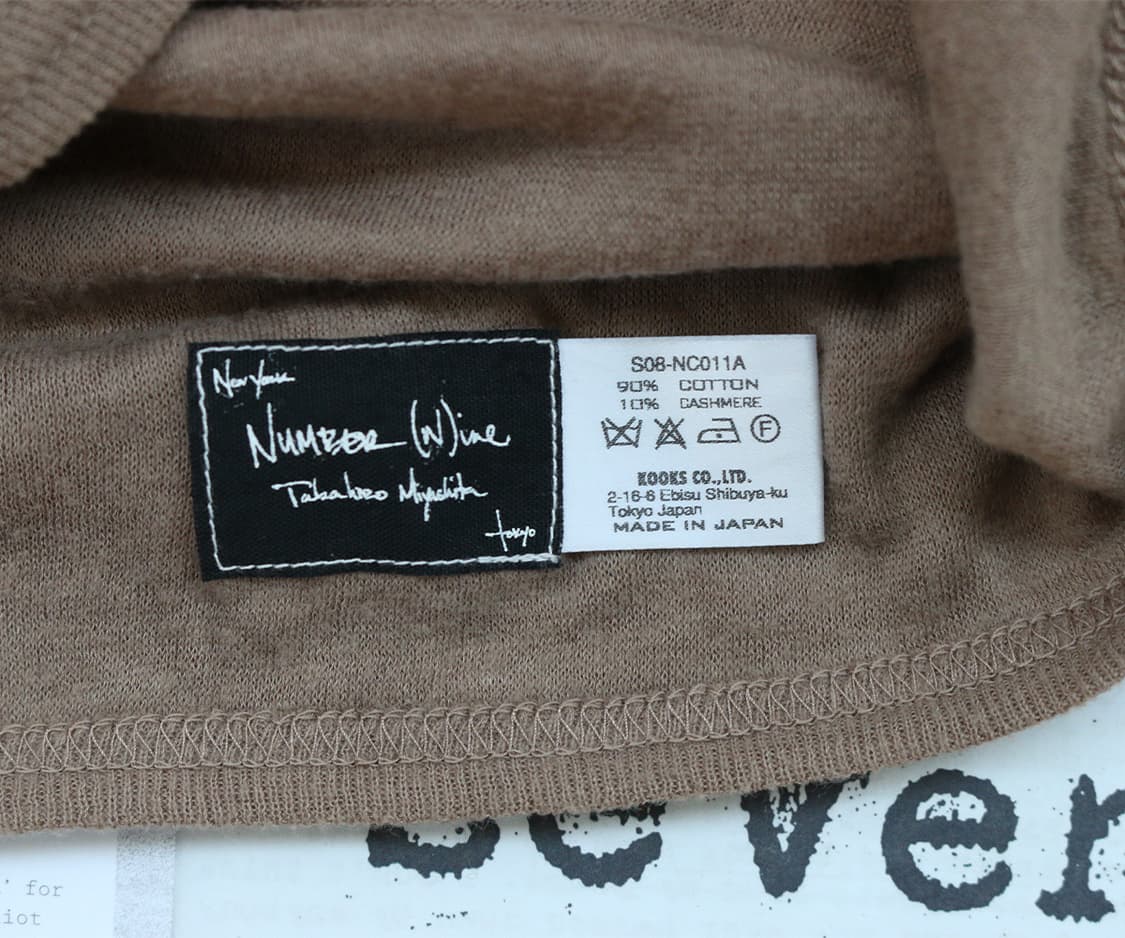 New York
NUMBER (N)ine
Takahiro Miyashita
tokyo
S08-NC011A
90% COTTON
10% CASHMERE
F
KOOKS CO.,LTD.
2-16-6 Ebisu Shibuya-ku
Tokyo Japan
MADE IN JAPAN
ever
' for
iot